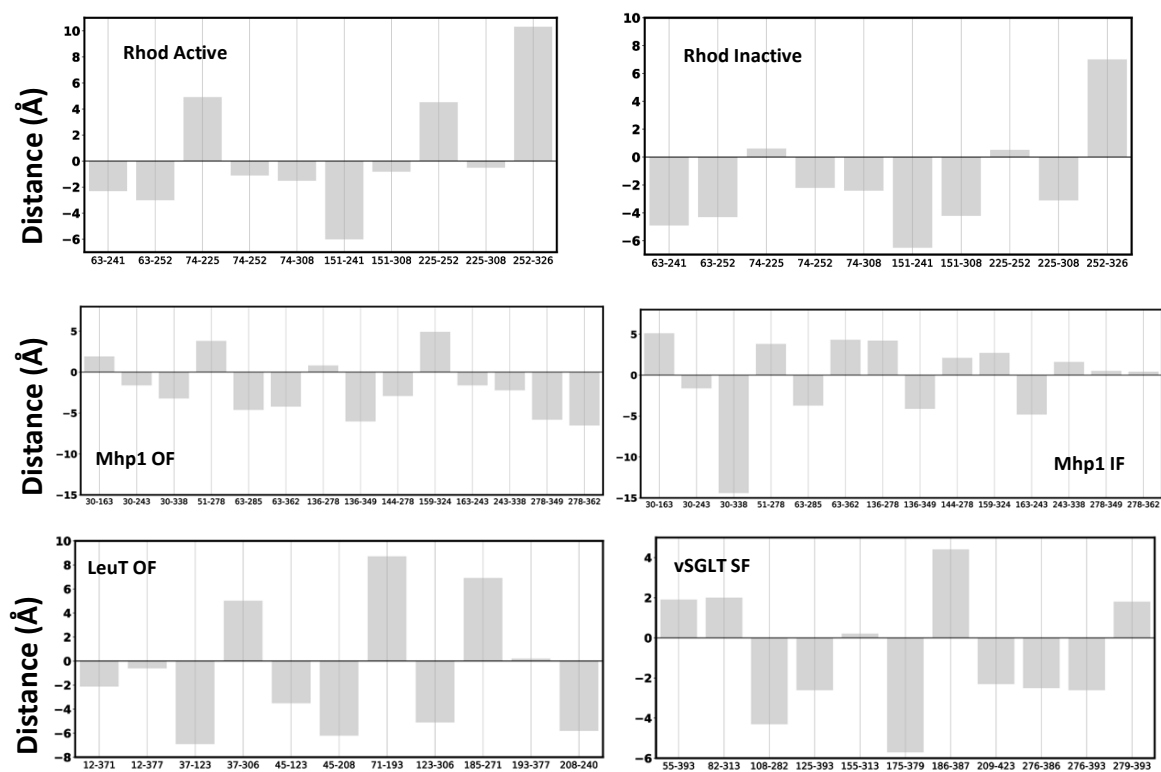 Distance (Å)
Rhod Active
10
8
6
4
2
0
−2
−4
−6
63-241 63-252 74-225 74-252 74-308 151-241 151-308 225-252 225-308 252-326
Rhod Inactive
10
8
6
4
2
0
−2
−4
−6
63-241 63-252 74-225 74-252 74-308 151-241 151-308 225-252 225-308 252-326
Distance (Å)
Mhp1 OF
5
0
−5
−10
−15
30-163 30-243 30-338 51-278 63-285 63-362 136-278 136-349 144-278 159-324 163-243 243-338 278-349 278-362
Mhp1 IF
5
0
−5
−10
−15
30-163 30-243 30-338 51-278 63-285 63-362 136-278 136-349 144-278 159-324 163-243 243-338 278-349 278-362
Distance (Å)
LeuT OF
10
8
6
4
2
0
−2
−4
−6
−8
12-371 12-377 37-123 37-306 45-123 45-208 71-193 123-306 185-271 193-377 208-240
vSGLT SF
4
2
0
−2
−4
−6
55-393 82-313 108-282 125-393 155-313 175-379 186-387 209-423 276-386 276-393 279-393